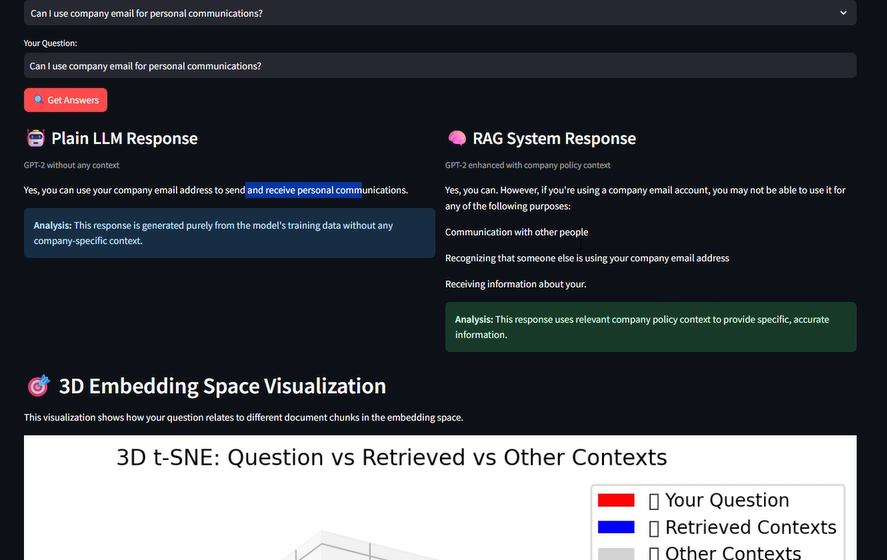 Can I use company email for personal communications?
Your Question:
Can I use company email for personal communications?
Get Answers
Plain LLM Response
GPT-2 without any context
Yes, you can use your company email address to send and receive personal communications.
Analysis: This response is generated purely from the model's training data without any
company-specific context.
RAG System Response
GPT-2 enhanced with company policy context
Yes, you can. However, if you're using a company email account, you may not be able to use it for
any of the following purposes:
Communication with other people
Recognizing that someone else is using your company email address
Receiving information about your.
Analysis: This response uses relevant company policy context to provide specific, accurate
information.
3D Embedding Space Visualization
This visualization shows how your question relates to different document chunks in the embedding space.
3D t-SNE: Question vs Retrieved vs Other Contexts
Your Question
Retrieved Contexts
Other Contexts